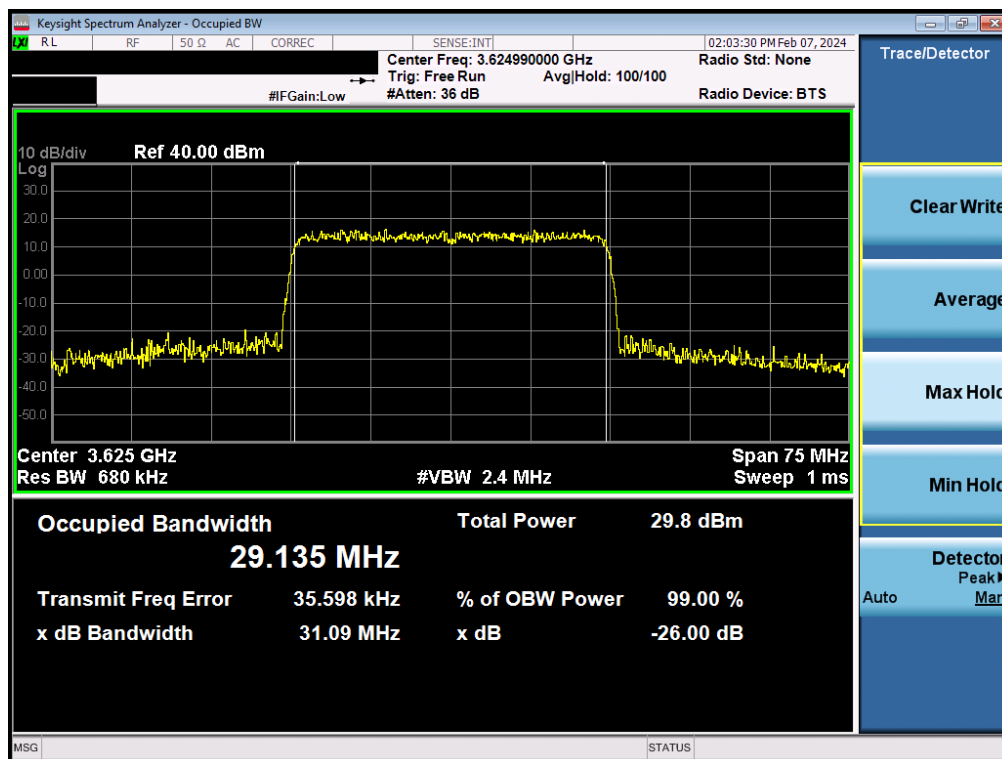 Keysight Spectrum Analyzer - Occupied BW
LXI RL RF 50 Ω AC CORREC SENSE:INT 02:03:30 PM Feb 07, 2024
Center Freq: 3.624990000 GHz Radio Std: None
Trig: Free Run Avg|Hold: 100/100
#IFGain:Low #Atten: 36 dB Radio Device: BTS
Trace/Detector
10 dB/div Ref 40.00 dBm
Log
30.0
20.0
10.0
0.00
-10.0
-20.0
-30.0
-40.0
-50.0
Center 3.625 GHz Span 75 MHz
Res BW 680 kHz #VBW 2.4 MHz Sweep 1 ms
Occupied Bandwidth Total Power 29.8 dBm
29.135 MHz
Transmit Freq Error 35.598 kHz % of OBW Power 99.00 %
x dB Bandwidth 31.09 MHz x dB -26.00 dB
Clear Write
Average
Max Hold
Min Hold
Detector
Peak
Auto Man
MSG STATUS